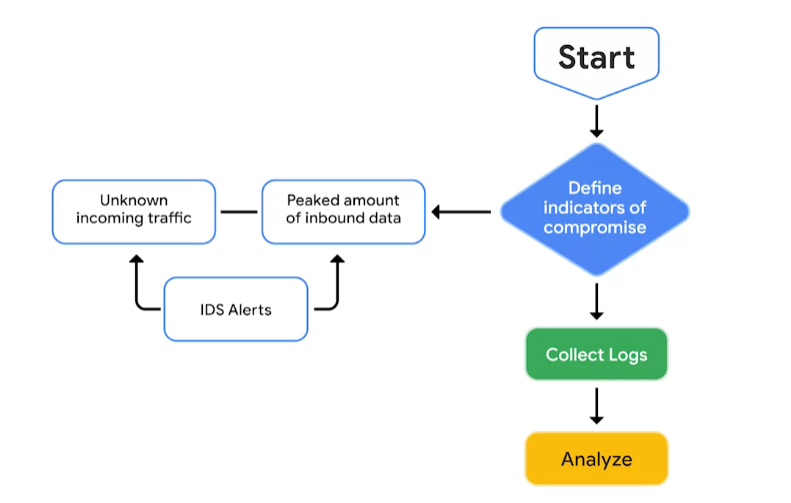 Start
Define
indicators of
compromise
Unknown
incoming traffic
Peaked amount
of inbound data
IDS Alerts
Collect Logs
Analyze